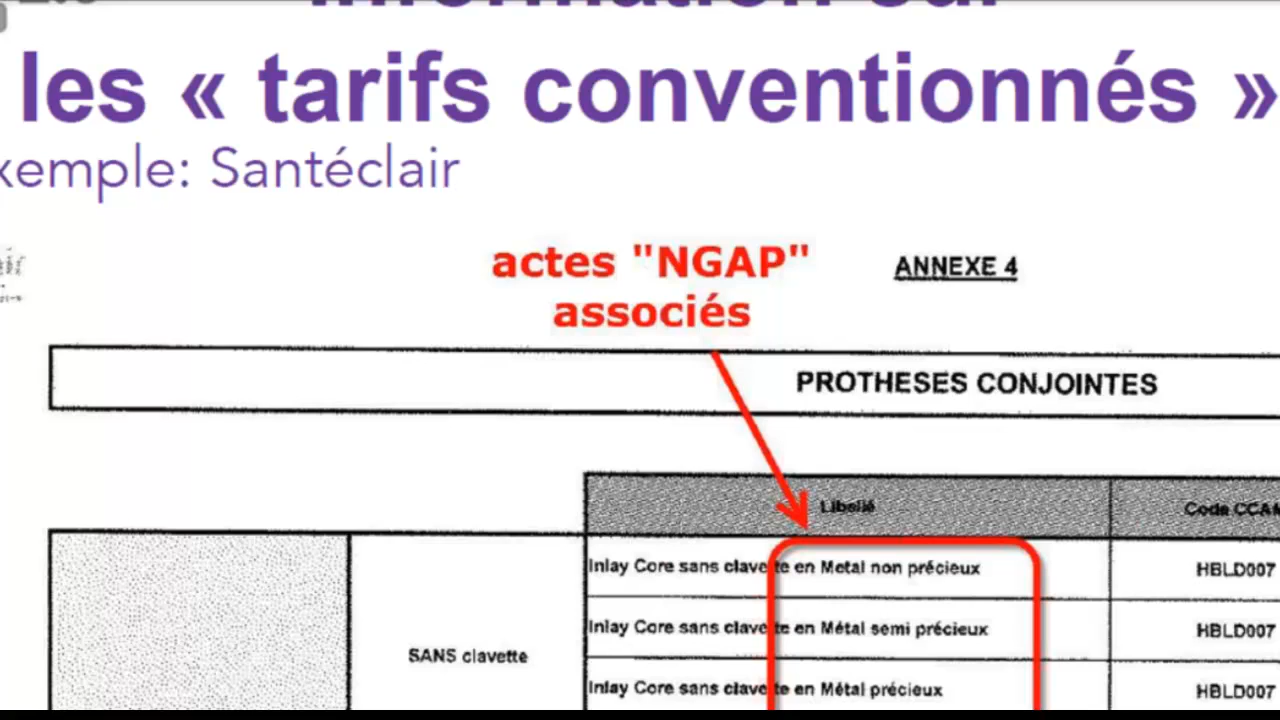 les « tarifs conventionnés »
xemple: Santéclair
actes "NGAP"
associés
ANNEXE 4
PROTHESES CONJOINTES
Libellé
Code CCAM
Inlay Core sans clavette en Metal non précieux
HBLD007
Inlay Core sans clavette en Métal semi précieux
HBLD007
SANS clavette
Inlay Core sans clavette en Métal précieux
HBLD007